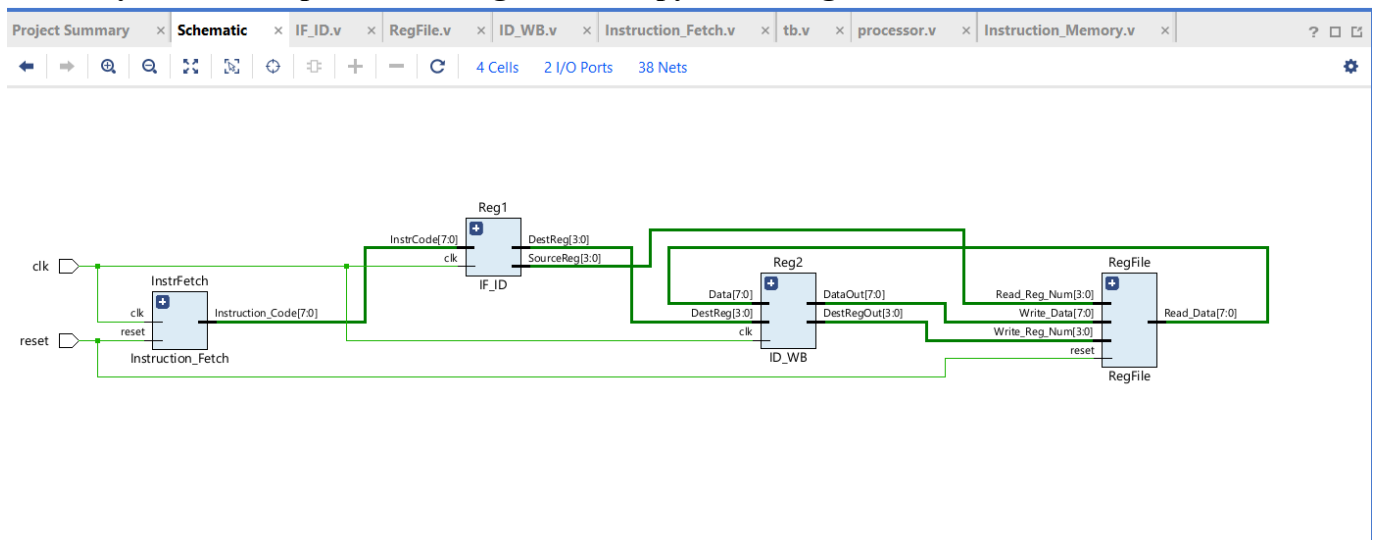 Project Summary × Schematic × IF_ID.v × RegFile.v × ID_WB.v × Instruction_Fetch.v × tb.v × processor.v × Instruction_Memory.v ×
4 Cells 2 I/O Ports 38 Nets
Reg1
InstrCode[7:0] DestReg[3:0]
clk SourceReg[3:0]
IF_ID
clk
InstrFetch
clk Instruction_Code[7:0]
reset
Instruction_Fetch
reset
Reg2
Data[7:0] DataOut[7:0]
DestReg[3:0] DestRegOut[3:0]
clk
ID_WB
RegFile
Read_Reg_Num[3:0]
Write_Data[7:0] Read_Data[7:0]
Write_Reg_Num[3:0]
reset
RegFile